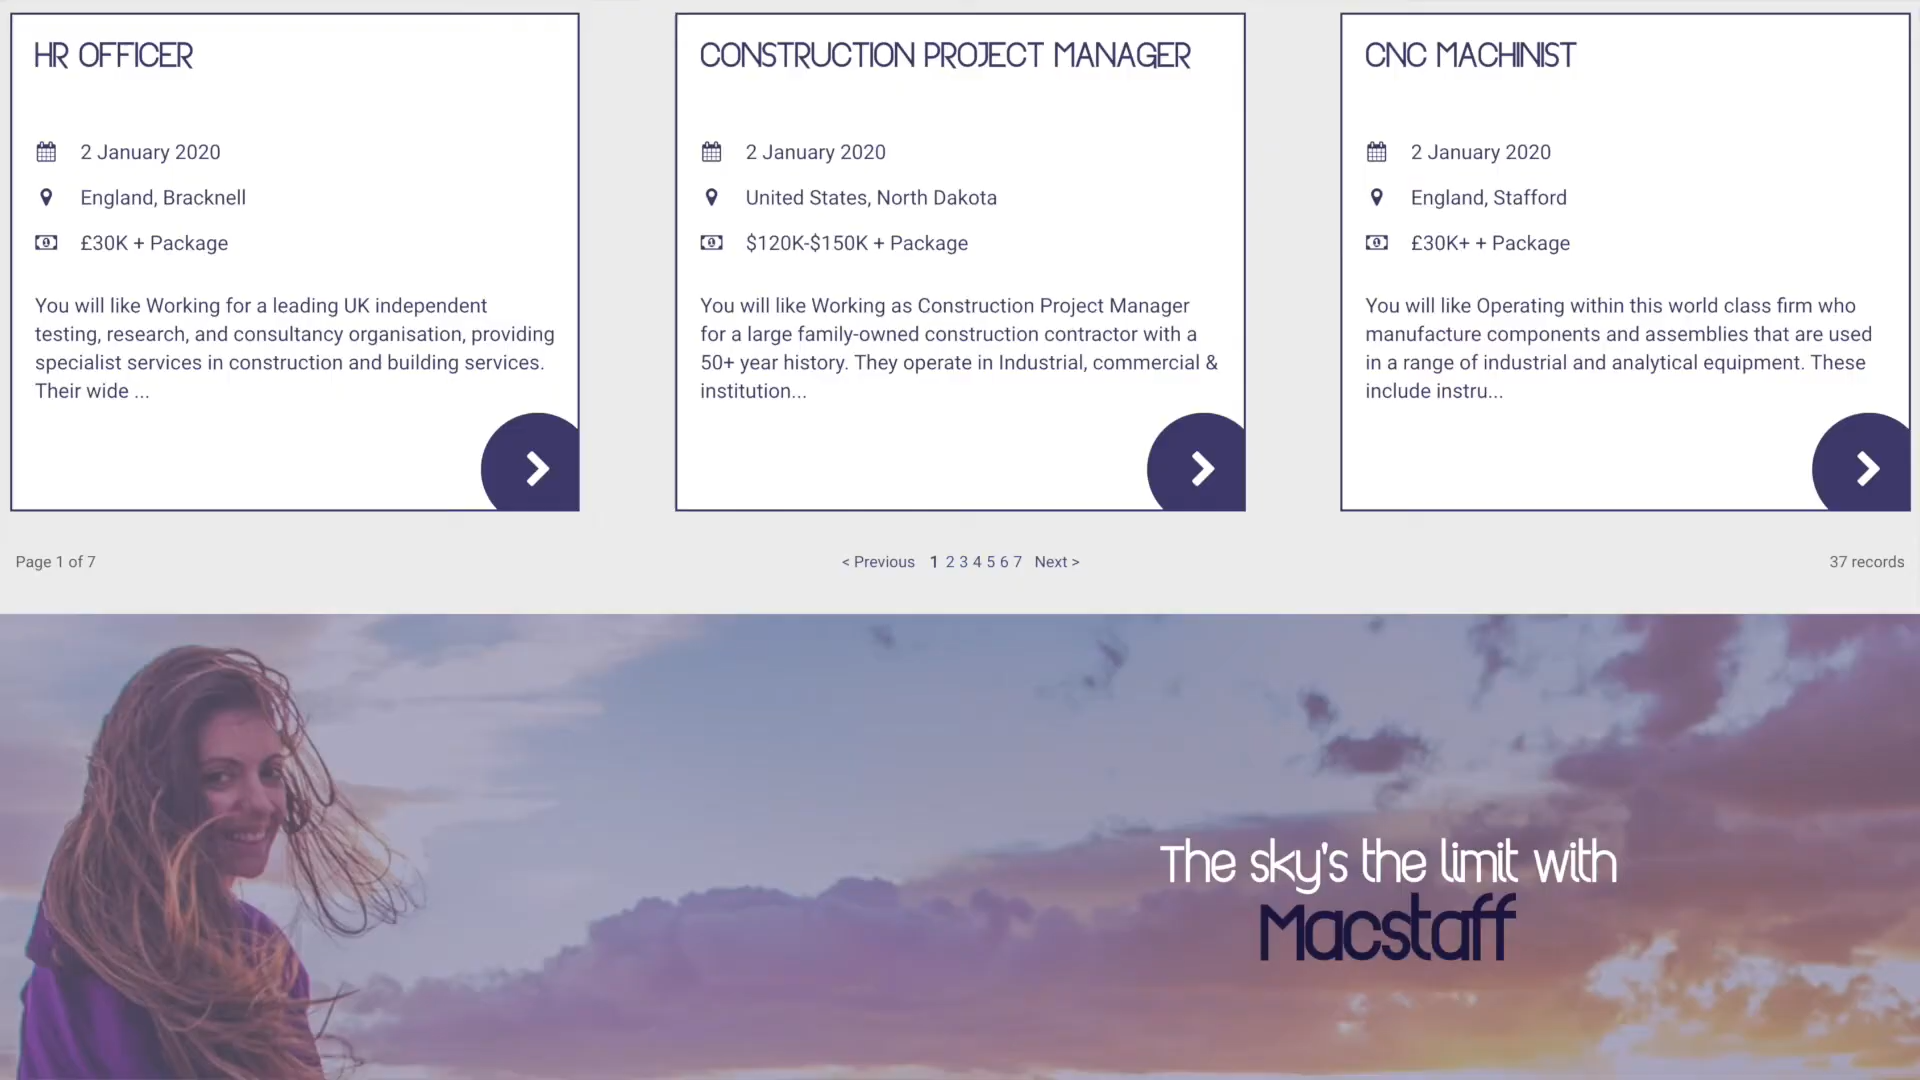 HR OFFICER
2 January 2020
England, Bracknell
£30K + Package
You will like Working for a leading UK independent
testing, research, and consultancy organisation, providing
specialist services in construction and building services.
Their wide ...
CONSTRUCTION PROJECT MANAGER
2 January 2020
United States, North Dakota
$120K-$150K + Package
You will like Working as Construction Project Manager
for a large family-owned construction contractor with a
50+ year history. They operate in Industrial, commercial &
institution...
CNC MACHINIST
2 January 2020
England, Stafford
£30K+ + Package
You will like Operating within this world class firm who
manufacture components and assemblies that are used
in a range of industrial and analytical equipment. These
include instru...
Page 1 of 7
< Previous 1 2 3 4 5 6 7 Next >
37 records
The sky's the limit with
Macstaff